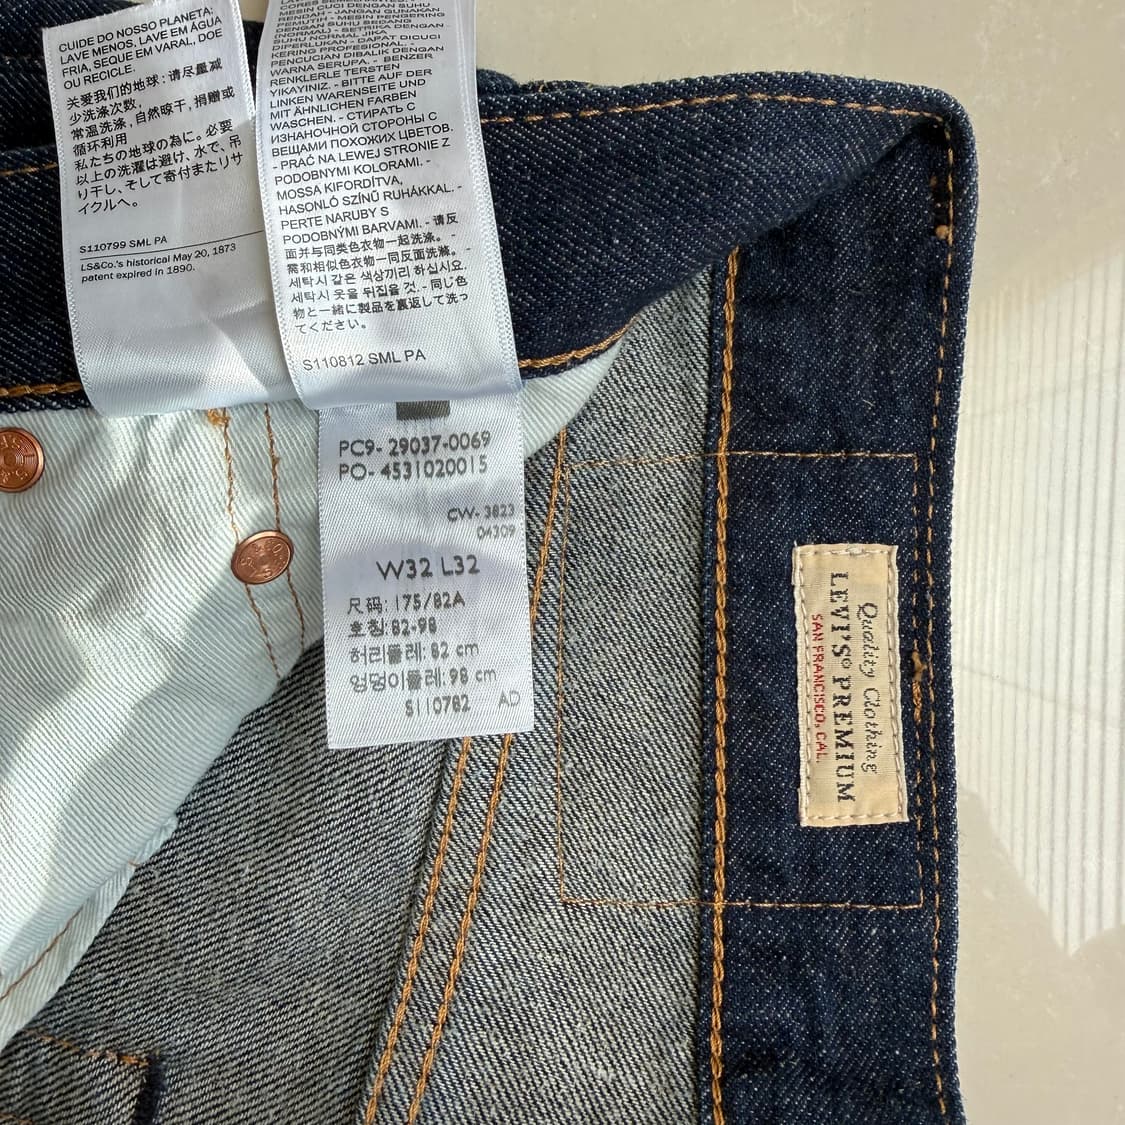 CUIDE DO NOSSO PLANETA:
LAVE MENOS, LAVE EM ÁGUA
FRIA, SEQUE EM VARAL, DOE
OU RECICLE.
关爱我们的地球：请尽量减
少洗涤次数，
常温洗涤，自然晾干，捐赠或
循环利用
私たちの地球の為に。必要
以上の洗濯は避け、水で、吊
り干し、そして寄付またリサ
イクルへ。
S110799 SML PA
LS&Co.'s historical May 20, 1873
patent expired in 1890.
MESIN CUCI DENGAN SUHU
RENDAH - JANGAN GUNAKAN
PEMUTIH - MESIN PENGERING
DENGAN SUHU SEDANG
(NORMAL) - SETRIKA DENGAN
SUHU NORMAL JIKA
DIPERLUKAN - DAPAT DICUCI
KERING PROFESIONAL. -
PENCUCIAN DIBALIK DENGAN
WARNA SERUPA. - BENZER
RENKLERLE TERSTEN
YIKAYINIZ. - BITTE AUF DER
LINKEN WARENSEITE UND
MIT ÄHNLICHEN FARBEN
WASCHEN. - СТИРАТЬ С
ИЗНАНОЧНОЙ СТОРОНЫ С
ВЕЩАМИ ПОХОЖИХ ЦВЕТОВ.
- PRAĆ NA LEWEJ STRONIE Z
PODOBNYMI KOLORAMI. -
MOSSA KIFORDÍTVA,
HASONLÓ SZÍNŰ RUHÁKKAL. -
PERTE NARUBY S
PODOBNÝMI BARVAMI. - 请反
面并与同类色衣物一起洗涤。 -
需和相似色衣物一同反面洗滌。
세탁시 같은 색상끼리 하십시요.
세탁시 옷을 뒤집을 것 - 同じ色
物と一緒に製品を裏返して洗っ
てください。
S110812 SML PA
PC9- 29037-0069
PO- 4531020015
CW- 3823
04309
W32 L32
尺码: 175/82A
호칭: 82-98
허리둘레: 82 cm
엉덩이둘레: 98 cm
S110782 AD
Quality Clothing
LEVI'S® PREMIUM
SAN FRANCISCO, CAL.